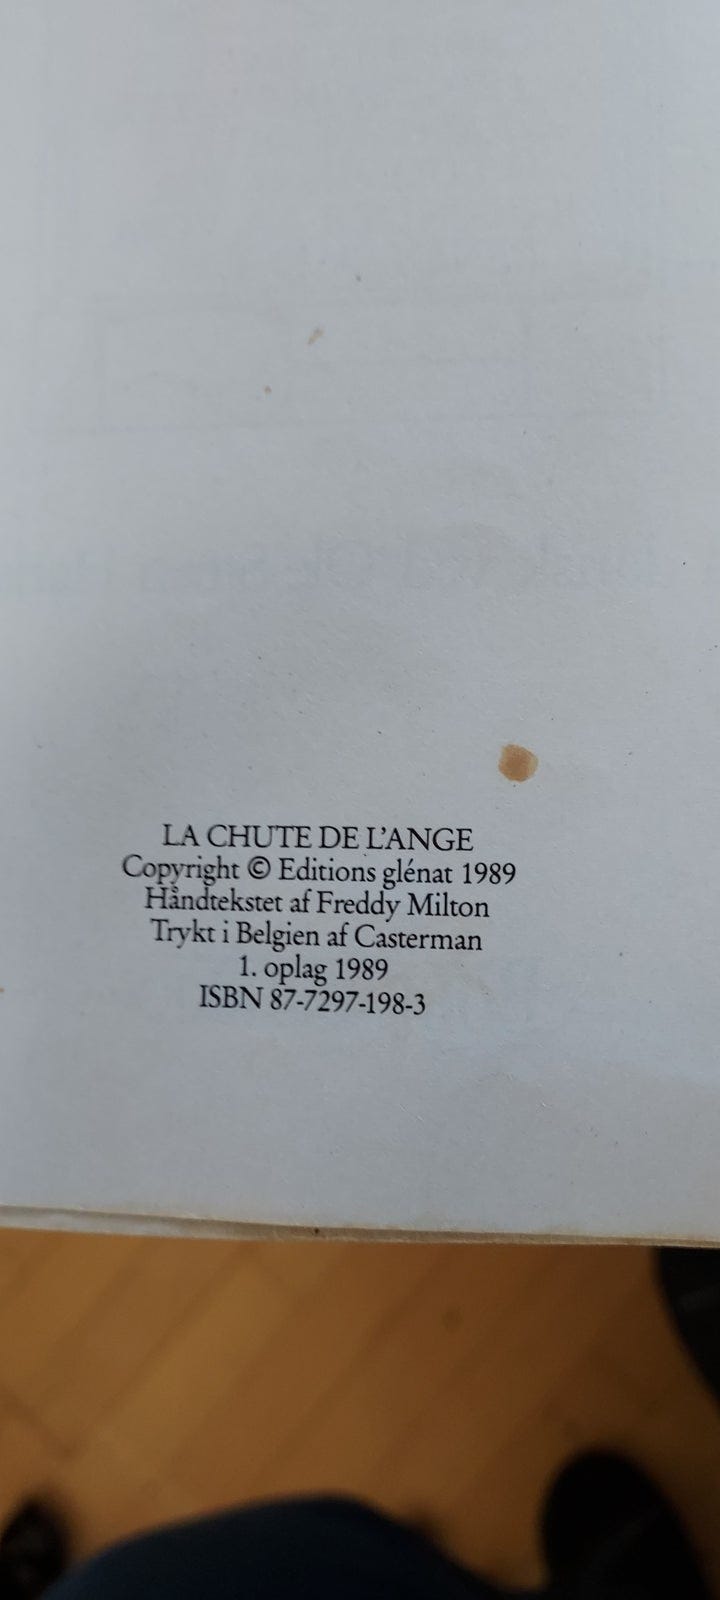 LA CHUTE DE L'ANGE
Copyright © Editions glénat 1989
Håndtekstet af Freddy Milton
Trykt i Belgien af Casterman
1. oplag 1989
ISBN 87-7297-198-3